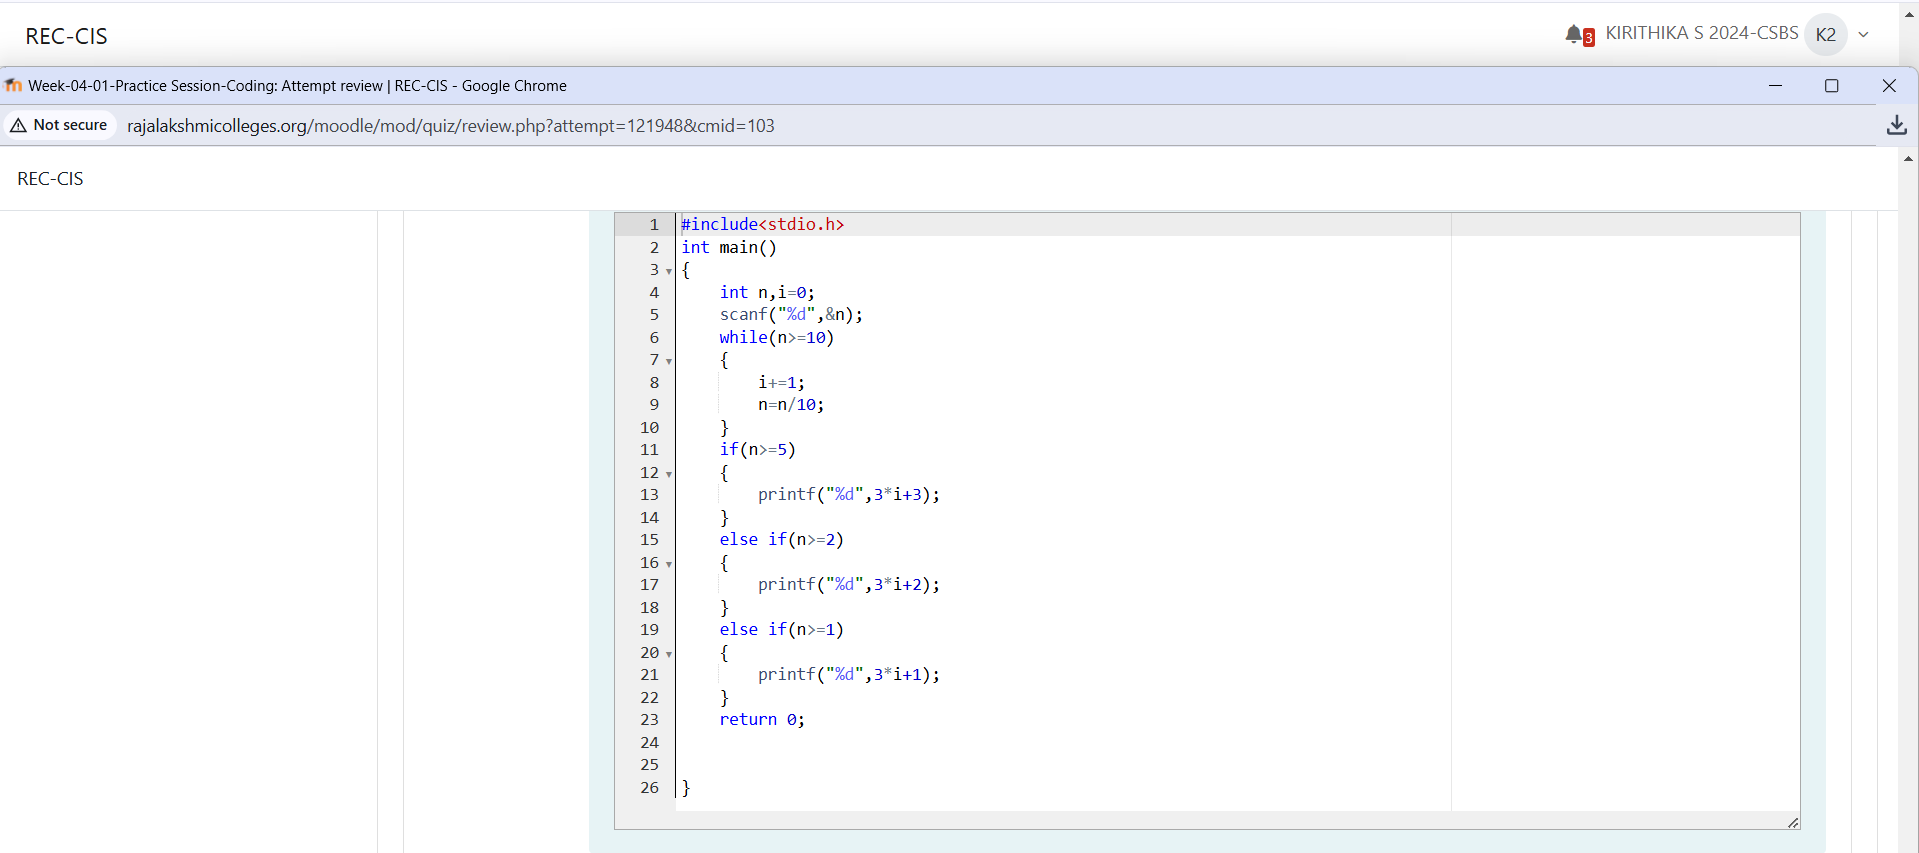 REC-CIS
3 KIRITHIKA S 2024-CSBS K2
Week-04-01-Practice Session-Coding: Attempt review | REC-CIS - Google Chrome
Not secure rajalakshmicolleges.org/moodle/mod/quiz/review.php?attempt=121948&cmid=103
REC-CIS
1 #include<stdio.h>
2 int main()
3 {
4     int n,i=0;
5     scanf("%d",&n);
6     while(n>=10)
7     {
8         i+=1;
9         n=n/10;
10     }
11     if(n>=5)
12     {
13         printf("%d",3*i+3);
14     }
15     else if(n>=2)
16     {
17         printf("%d",3*i+2);
18     }
19     else if(n>=1)
20     {
21         printf("%d",3*i+1);
22     }
23     return 0;
24
25
26 }